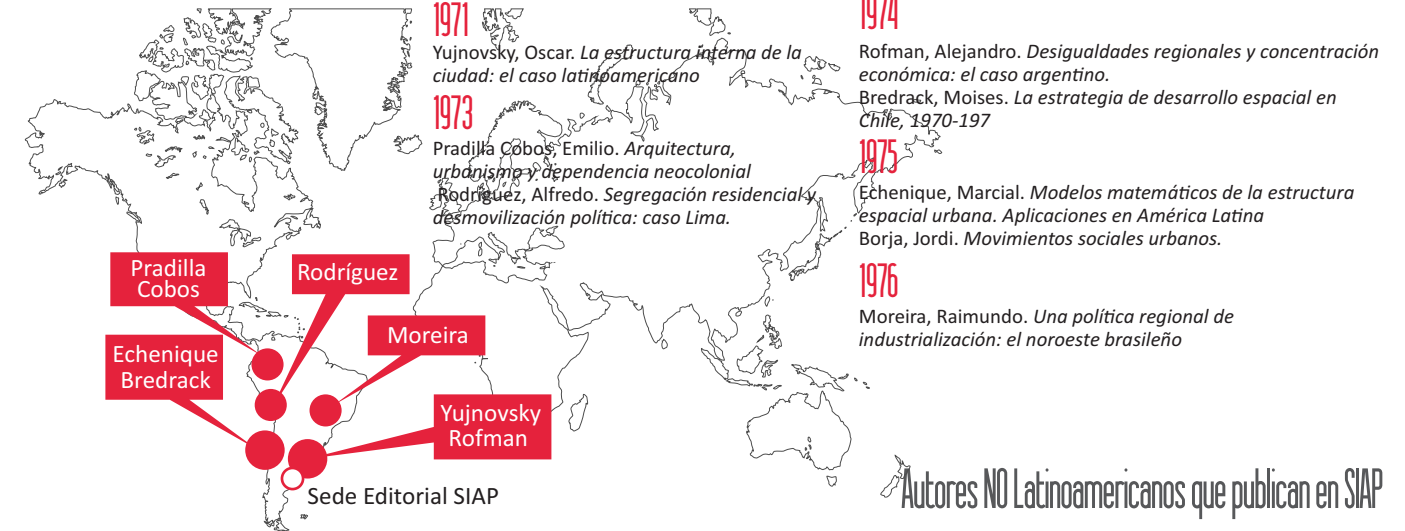 1971
Yujnovsky, Oscar. La estructura interna de la
ciudad: el caso latinoamericano
1973
Pradilla Cobos, Emilio. Arquitectura,
urbanismo y dependencia neocolonial
Rodríguez, Alfredo. Segregación residencial y
desmovilización política: caso Lima.
1974
Rofman, Alejandro. Desigualdades regionales y concentración
económica: el caso argentino.
Bredrack, Moises. La estrategia de desarrollo espacial en
Chile, 1970-197
1975
Echenique, Marcial. Modelos matemáticos de la estructura
espacial urbana. Aplicaciones en América Latina
Borja, Jordi. Movimientos sociales urbanos.
1976
Moreira, Raimundo. Una política regional de
industrialización: el noroeste brasileño
Pradilla
Cobos
Rodríguez
Moreira
Echenique
Bredrack
Yujnovsky
Rofman
Sede Editorial SIAP
Autores NO Latinoamericanos que publican en SIAP